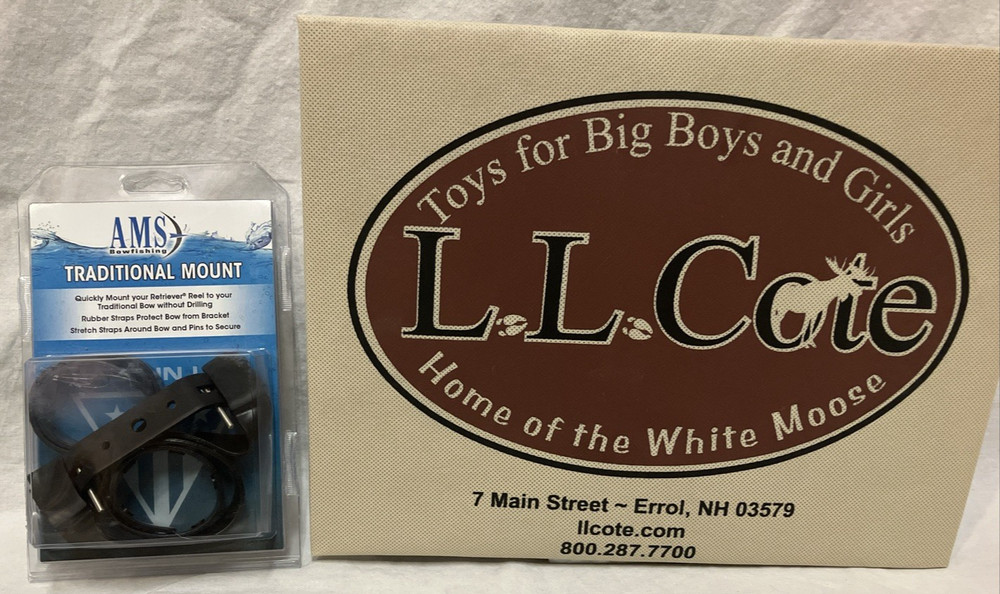 AMS
Bowfishing
TRADITIONAL MOUNT
Quickly Mount your Retriever® Reel to your
Traditional Bow without Drilling
Rubber Straps Protect Bow from Bracket
Stretch Straps Around Bow and Pins to Secure
Toys for Big Boys and Girls
L.L.Cote
Home of the White Moose
7 Main Street ~ Errol, NH 03579
llcote.com
800.287.7700